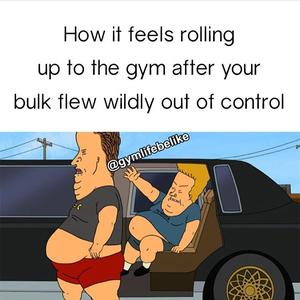 How it feels rolling
up to the gym after your
bulk flew wildly out of control
@gymlifebelike